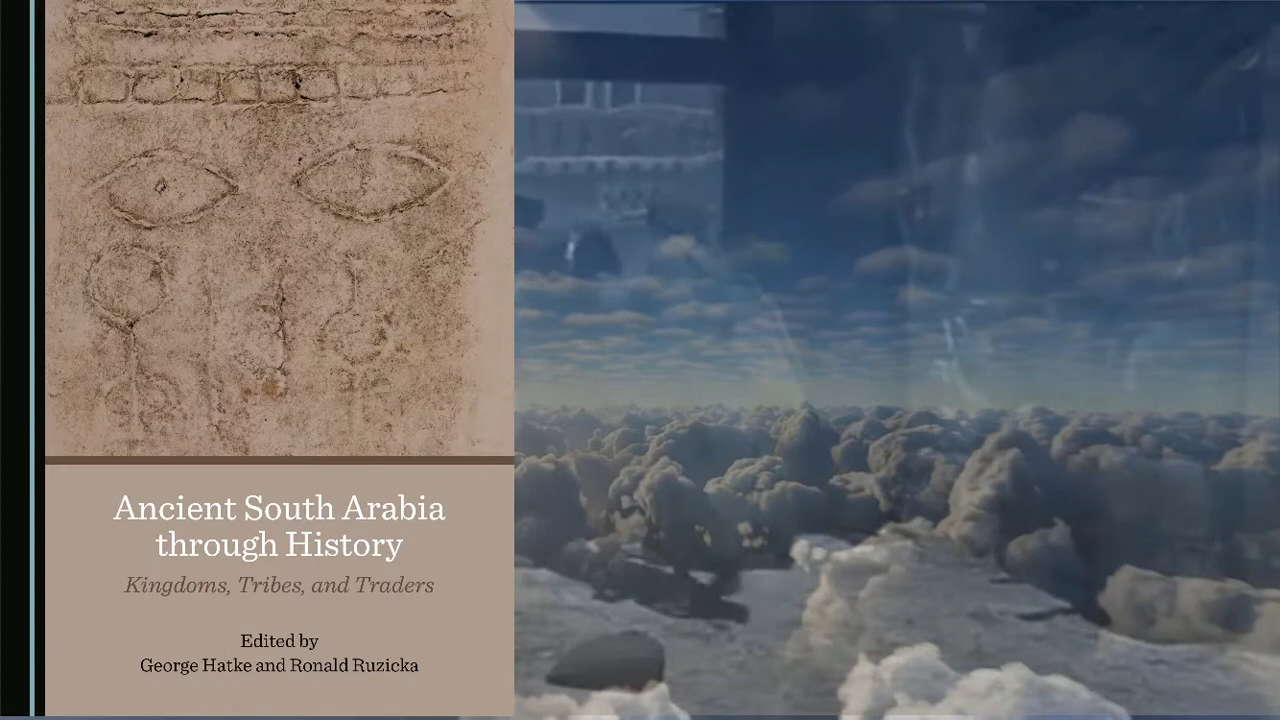 Ancient South Arabia
through History
Kingdoms, Tribes, and Traders
Edited by
George Hatke and Ronald Ruzicka